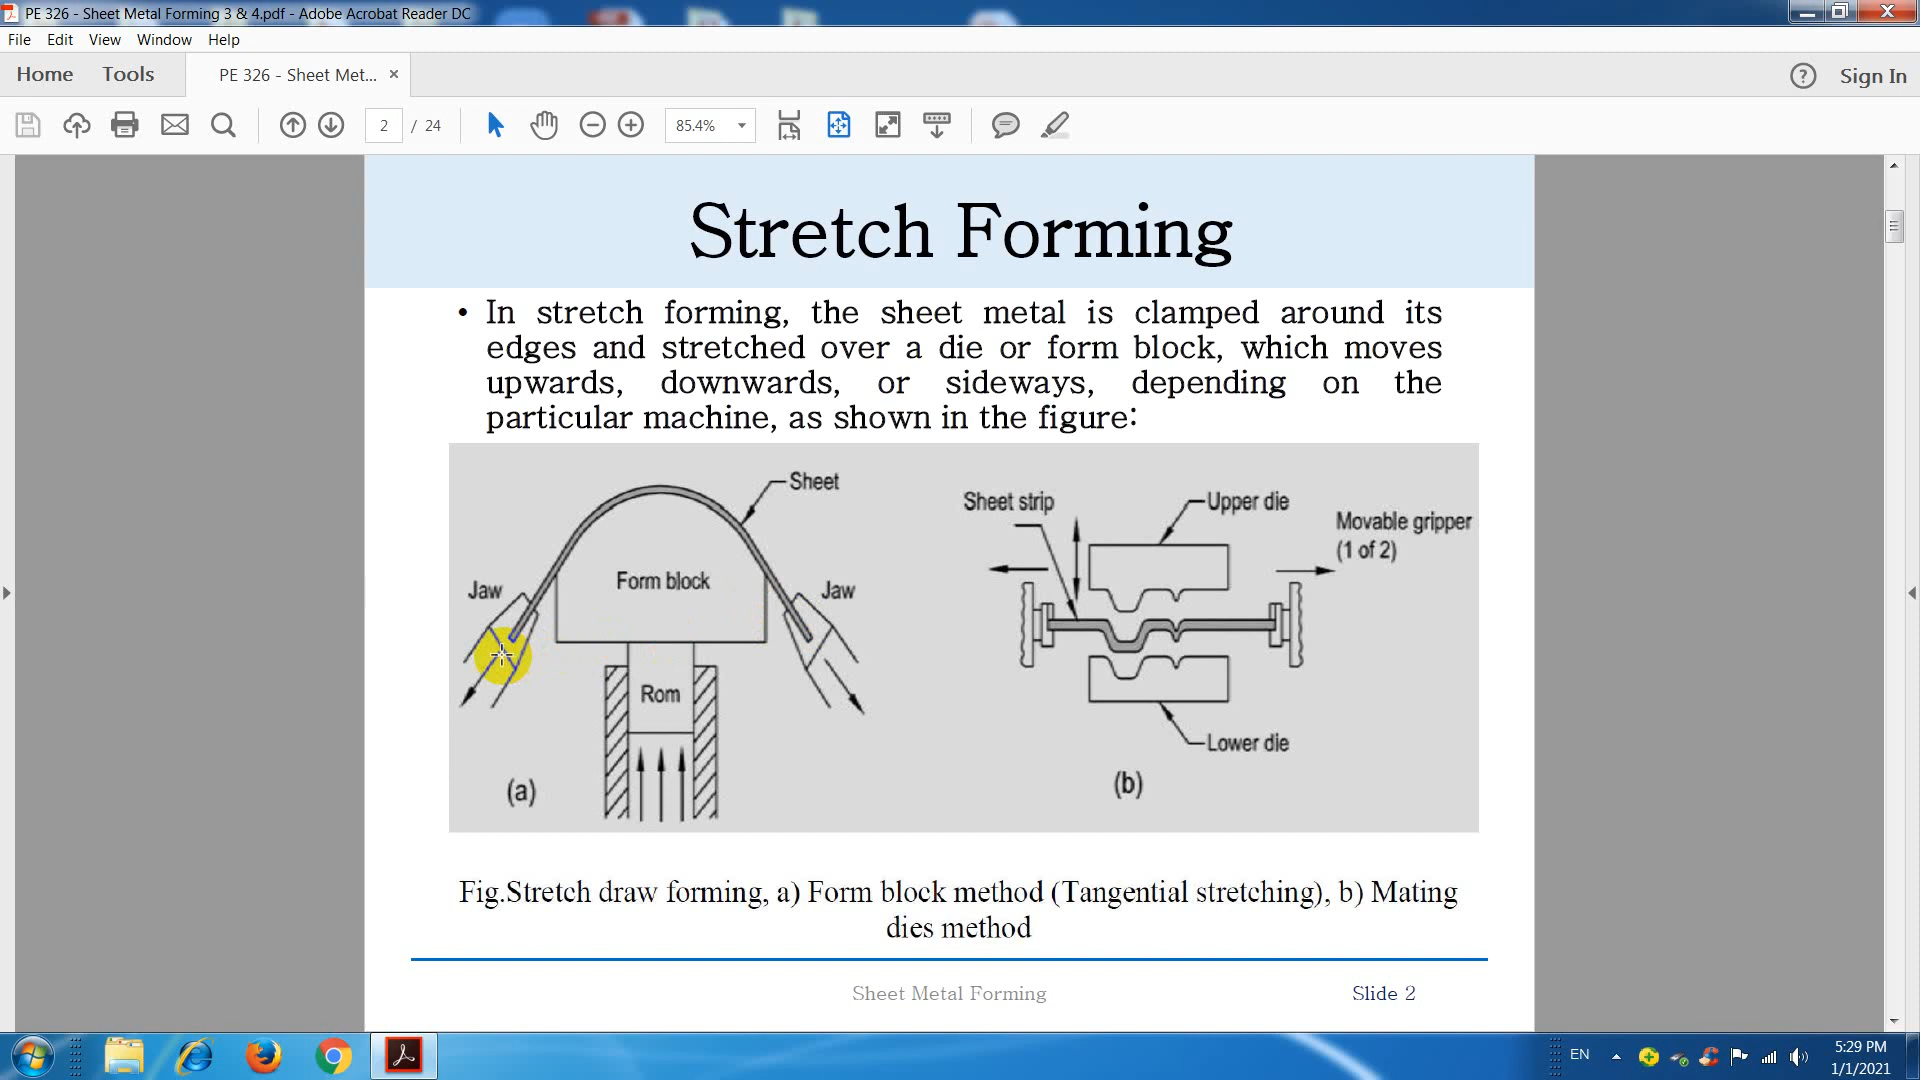 PE 326 - Sheet Metal Forming 3 & 4.pdf - Adobe Acrobat Reader DC
File Edit View Window Help
Home Tools PE 326 - Sheet Met... × ? Sign In
2 / 24 85.4%
Stretch Forming
• In stretch forming, the sheet metal is clamped around its
edges and stretched over a die or form block, which moves
upwards, downwards, or sideways, depending on the
particular machine, as shown in the figure:
Sheet
Jaw
Form block
Jaw
Rom
(a)
Sheet strip
Upper die
Movable gripper
(1 of 2)
Lower die
(b)
Fig.Stretch draw forming, a) Form block method (Tangential stretching), b) Mating
dies method
Sheet Metal Forming Slide 2
EN
5:29 PM
1/1/2021